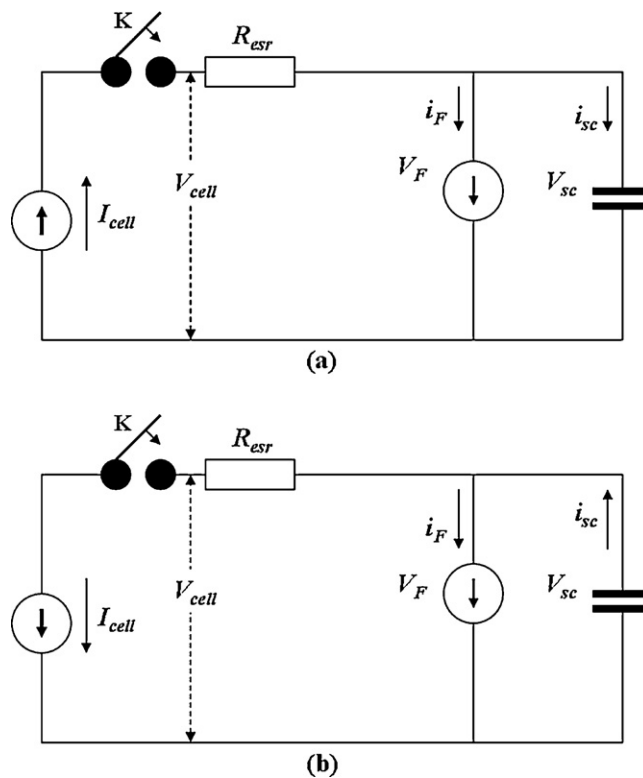 K
R_esr
i_F
i_sc
V_F
V_sc
V_cell
I_cell
(a)
K
R_esr
i_F
i_sc
V_F
V_sc
V_cell
I_cell
(b)